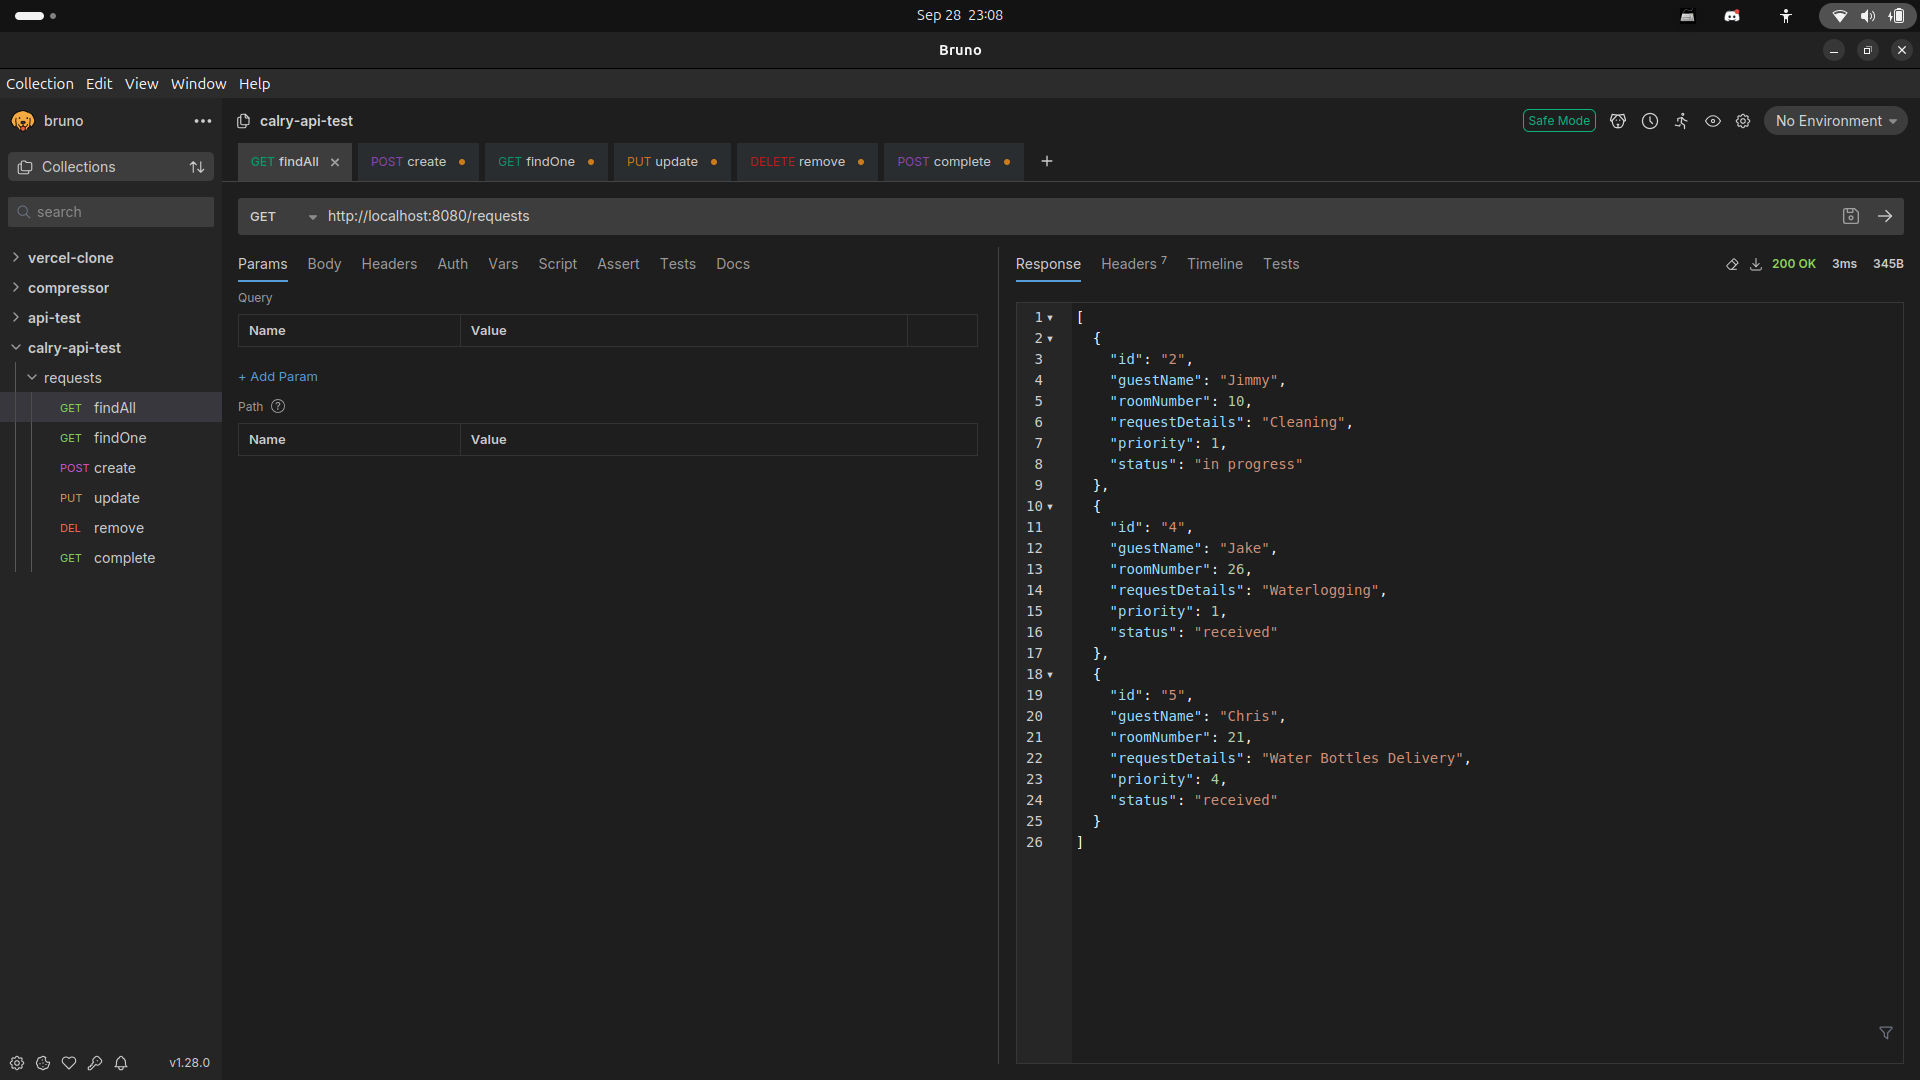 Sep 28 23:08
Bruno
Collection Edit View Window Help
bruno
calry-api-test
Safe Mode
No Environment
Collections
GET findAll
POST create
GET findOne
PUT update
DELETE remove
POST complete
search
GET
http://localhost:8080/requests
vercel-clone
compressor
api-test
calry-api-test
requests
GET findAll
GET findOne
POST create
PUT update
DEL remove
GET complete
v1.28.0
Params Body Headers Auth Vars Script Assert Tests Docs
Query
Name Value
+ Add Param
Path ?
Name Value
Response Headers 7 Timeline Tests
200 OK 3ms 345B
1 [
2 {
3 "id": "2",
4 "guestName": "Jimmy",
5 "roomNumber": 10,
6 "requestDetails": "Cleaning",
7 "priority": 1,
8 "status": "in progress"
9 },
10 {
11 "id": "4",
12 "guestName": "Jake",
13 "roomNumber": 26,
14 "requestDetails": "Waterlogging",
15 "priority": 1,
16 "status": "received"
17 },
18 {
19 "id": "5",
20 "guestName": "Chris",
21 "roomNumber": 21,
22 "requestDetails": "Water Bottles Delivery",
23 "priority": 4,
24 "status": "received"
25 }
26 ]